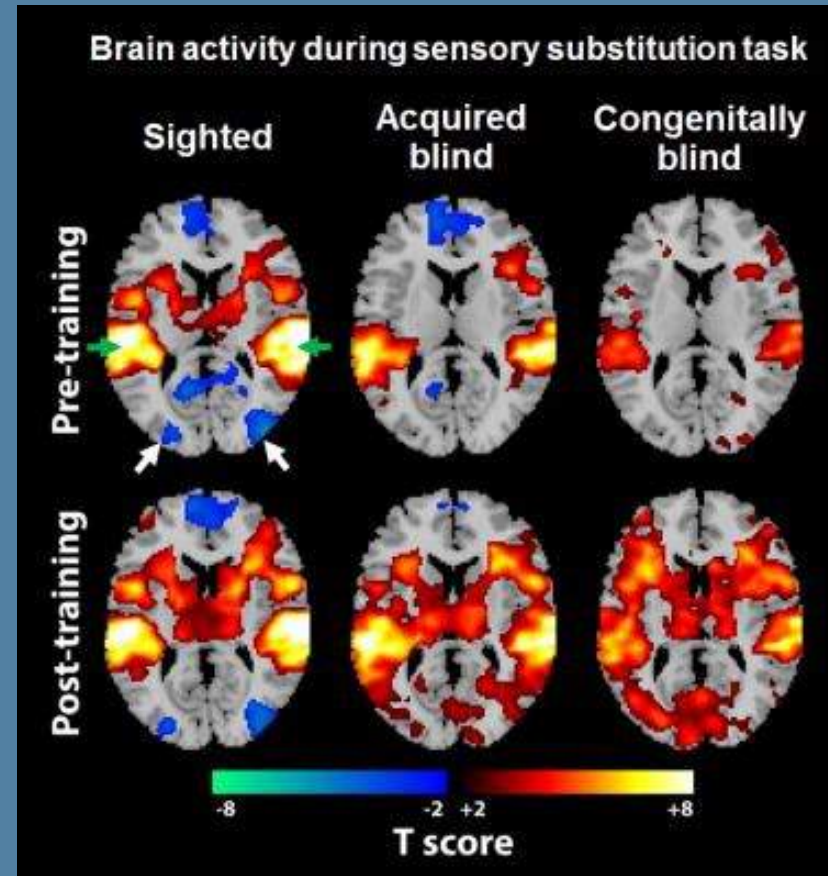 Brain activity during sensory substitution task
Sighted
Acquired
blind
Congenitally
blind
Pre-training
Post-training
-8
-2
+2
+8
T score